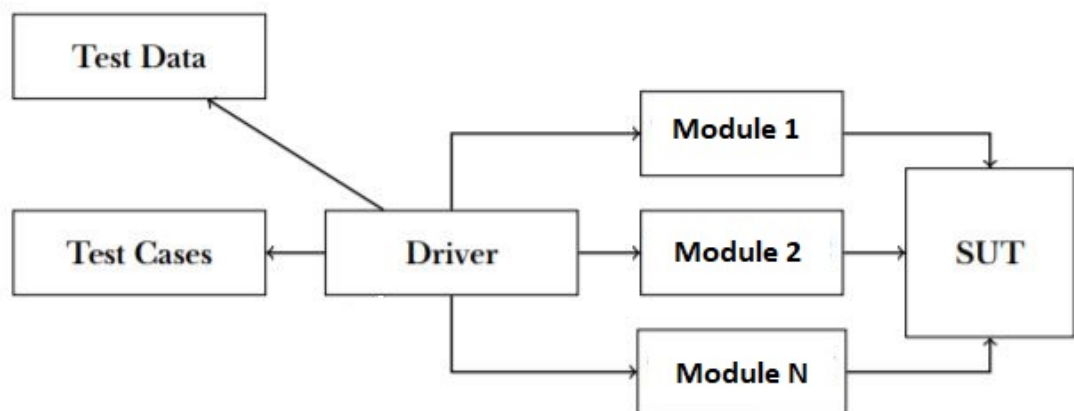 Test Data
Module 1
Test Cases
Driver
Module 2
SUT
Module N